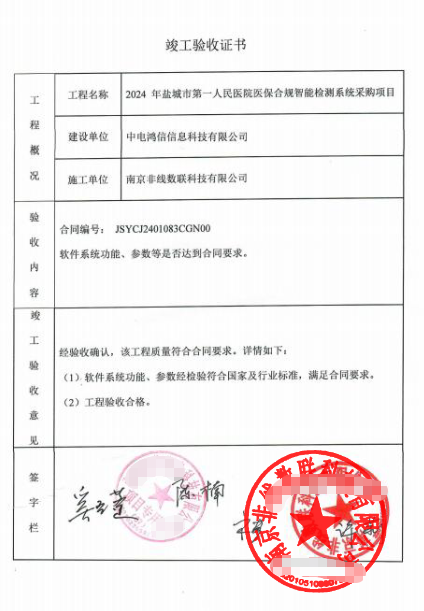 竣工验收证书
工程概况
工程名称 2024 年盐城市第一人民医院医保合规智能检测系统采购项目
建设单位 中电鸿信信息科技有限公司
施工单位 南京非线数联科技有限公司
验收内容
合同编号： JSYCJ2401083CGN00
软件系统功能、参数等是否达到合同要求。
竣工验收意见
经验收确认，该工程质量符合合同要求。详情如下：
（1）软件系统功能、参数经检验符合国家及行业标准，满足合同要求。
（2）工程验收合格。
签字栏
陈楠